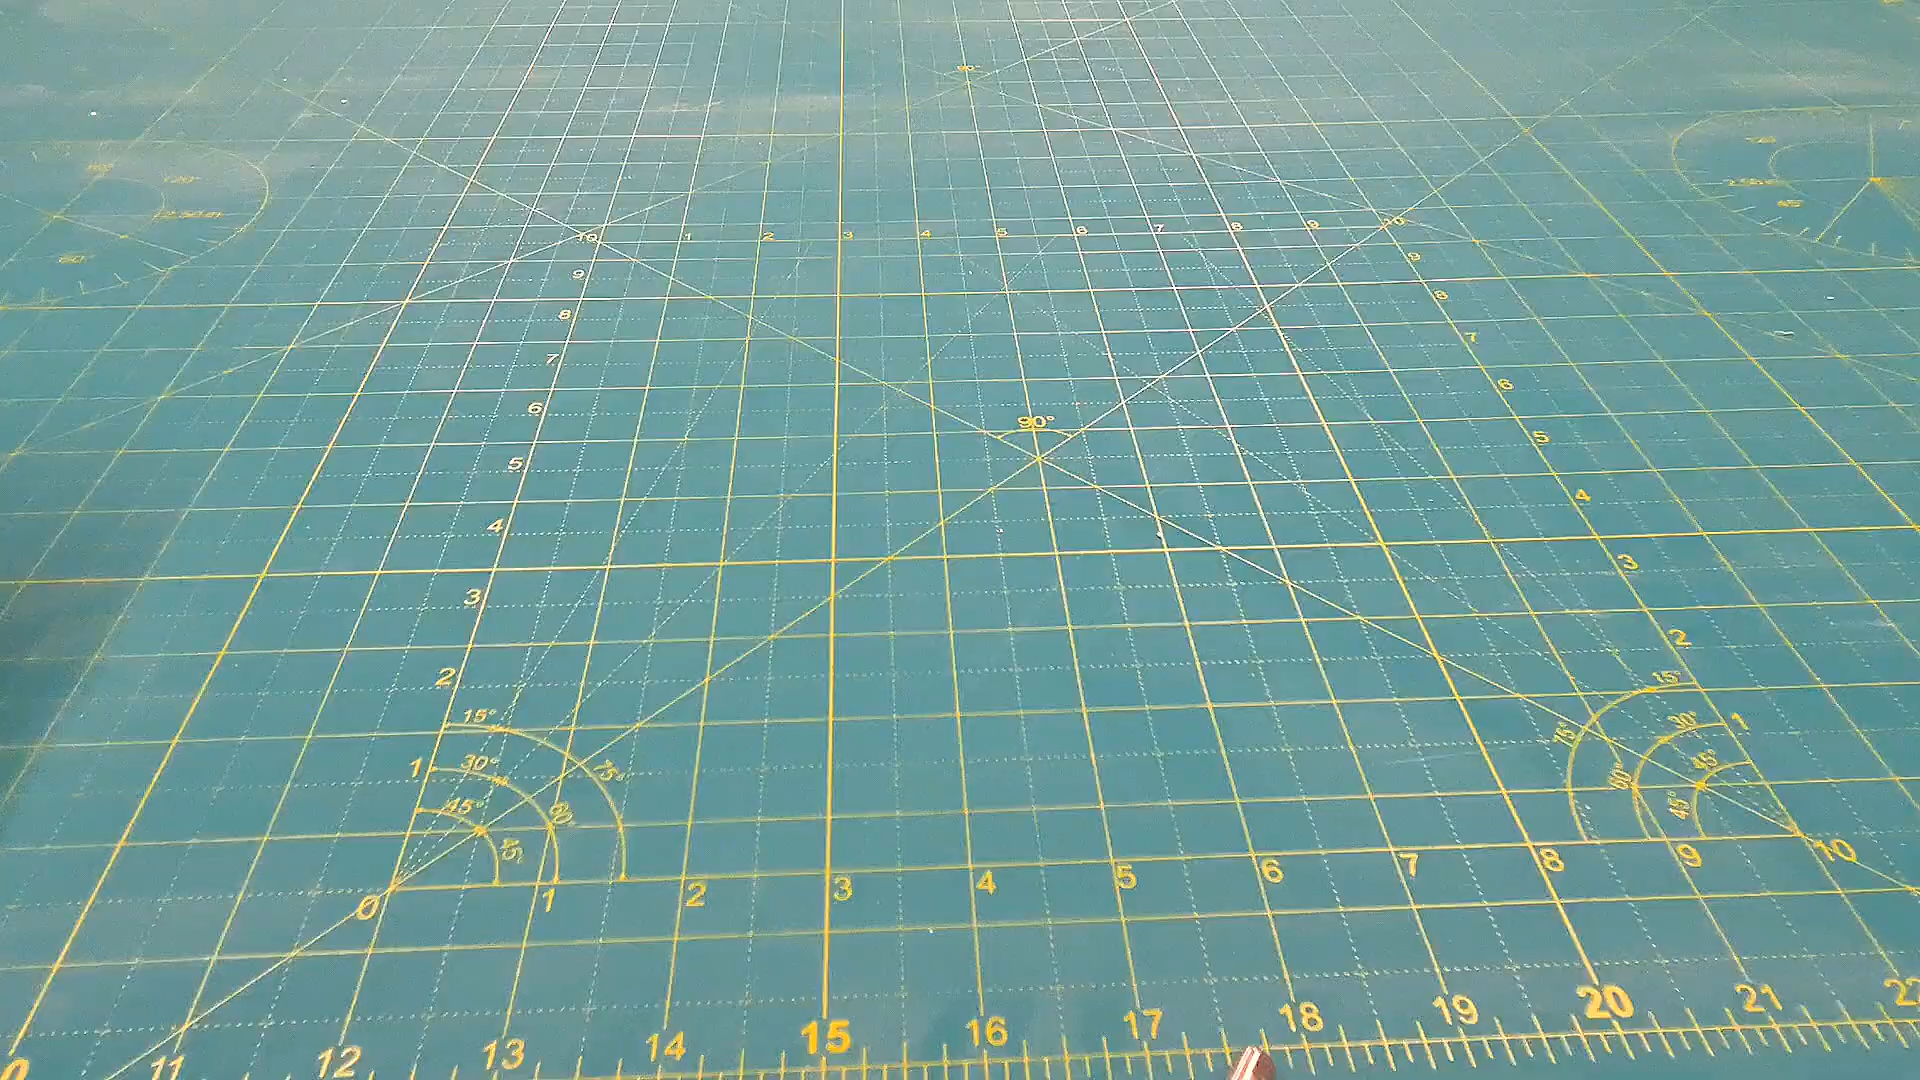 90°
10 1 2 3 4 5 6 7 8 9 10
9 9
8 8
7 7
6 6
90°
5 5
4 4
3 3
2 2
15° 15°
75° 30° 1
15°
1 30° 75° 60° 45°
45° 60° 45°
45°
0 1 2 3 4 5 6 7 8 9 10
11 12 13 14 15 16 17 18 19 20 21 22